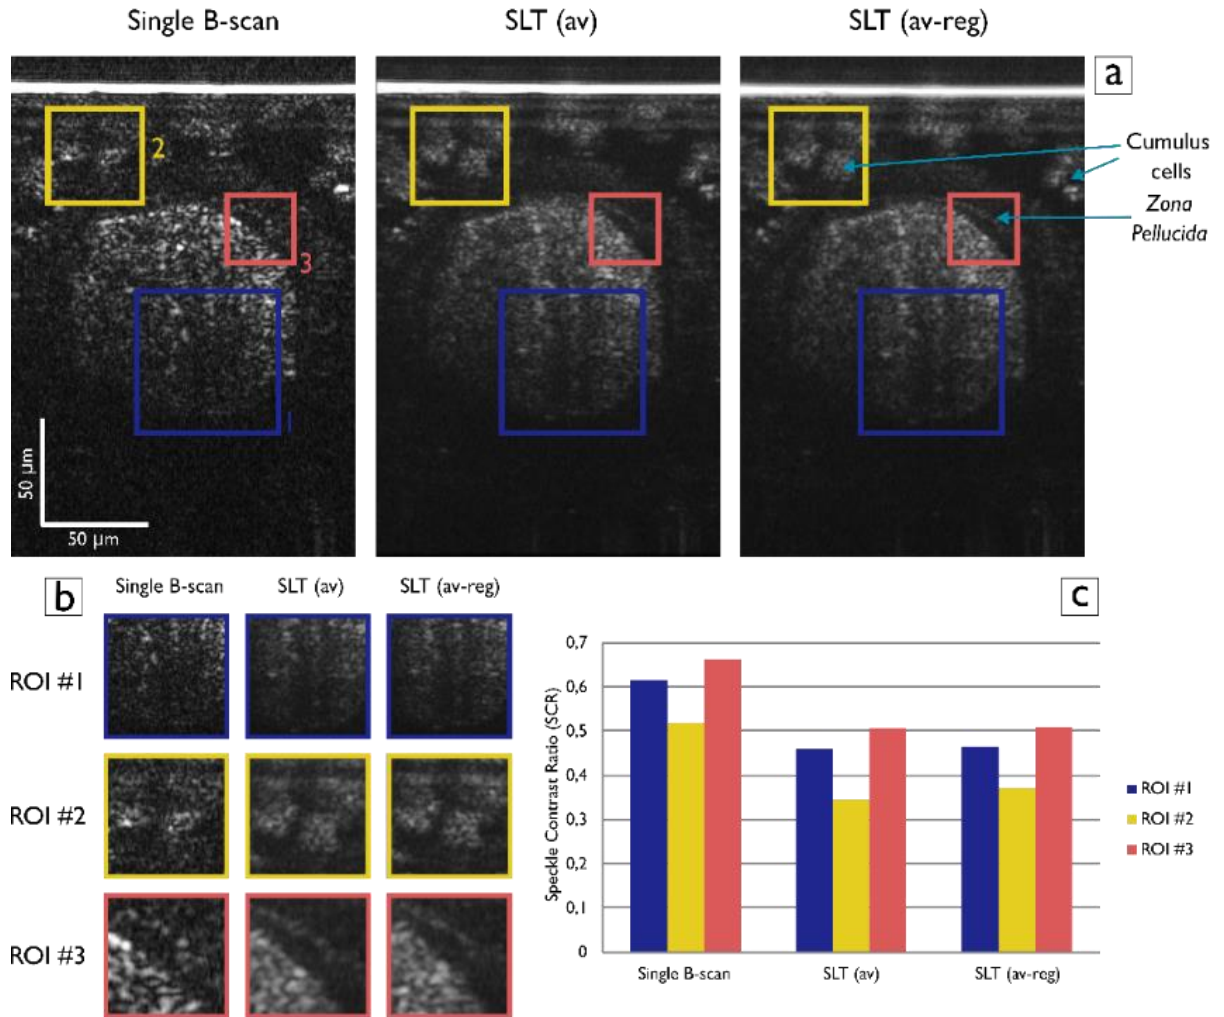 Single B-scan
SLT (av)
SLT (av-reg)
a
2
3
1
Cumulus
cells
Zona
Pellucida
50 µm
50 µm
b
Single B-scan
SLT (av)
SLT (av-reg)
ROI #1
ROI #2
ROI #3
c
Speckle Contrast Ratio (SCR)
0,7
0,6
0,5
0,4
0,3
0,2
0,1
0
Single B-scan
SLT (av)
SLT (av-reg)
ROI #1
ROI #2
ROI #3